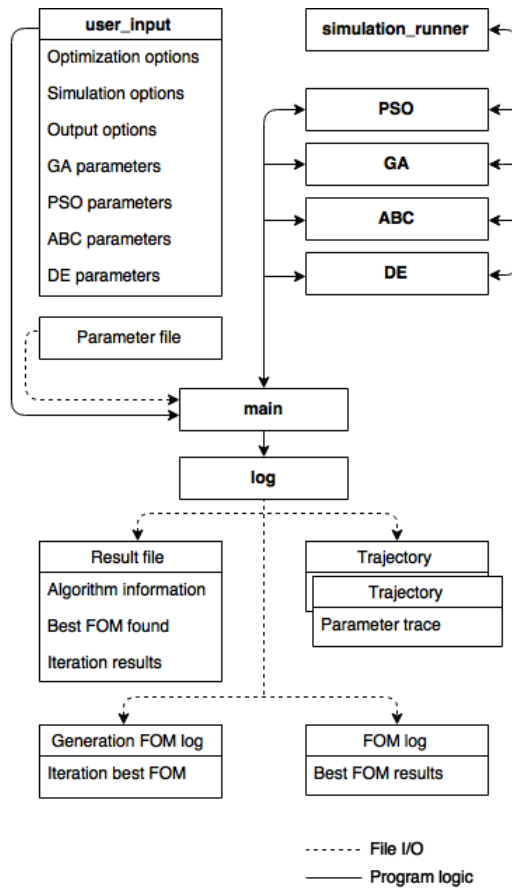 user_input
Optimization options
Simulation options
Output options
GA parameters
PSO parameters
ABC parameters
DE parameters
Parameter file
simulation_runner
PSO
GA
ABC
DE
main
log
Result file
Algorithm information
Best FOM found
Iteration results
Trajectory
Trajectory
Parameter trace
Generation FOM log
Iteration best FOM
FOM log
Best FOM results
File I/O
Program logic